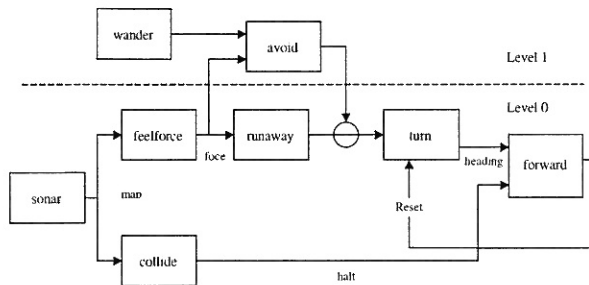 wander
avoid
Level 1
Level 0
feelforce
foce
runaway
turn
heading
forward
sonar
map
Reset
collide
halt